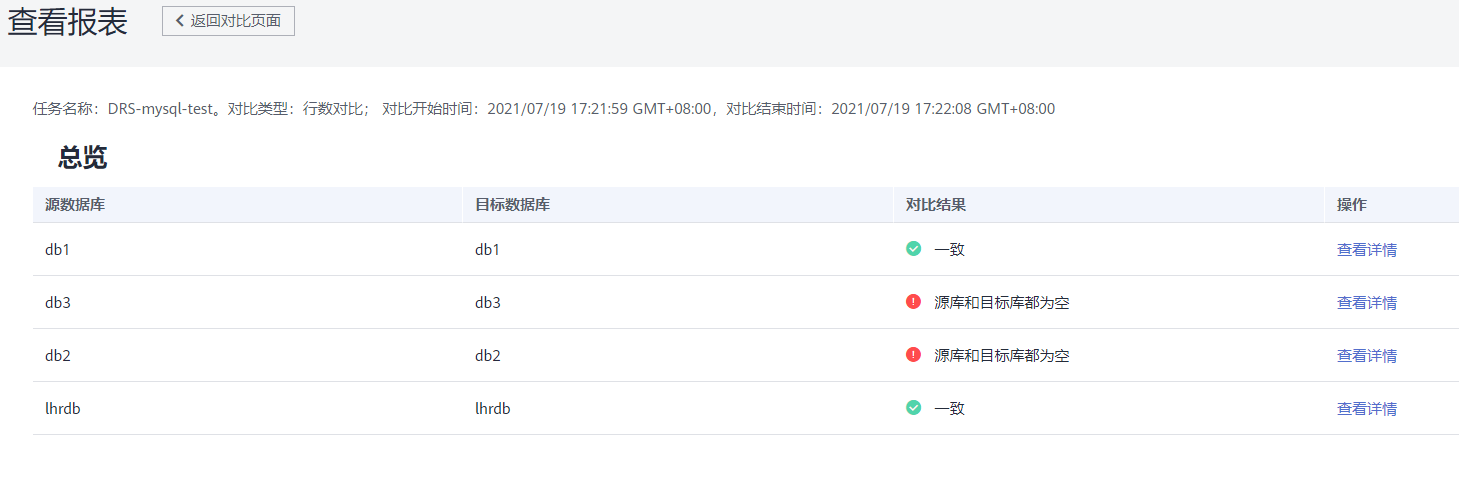 查看报表 返回对比页面
任务名称：DRS-mysql-test。对比类型：行数对比； 对比开始时间：2021/07/19 17:21:59 GMT+08:00，对比结束时间：2021/07/19 17:22:08 GMT+08:00
总览
源数据库 目标数据库 对比结果 操作
db1 db1 一致 查看详情
db3 db3 源库和目标库都为空 查看详情
db2 db2 源库和目标库都为空 查看详情
lhrdb lhrdb 一致 查看详情